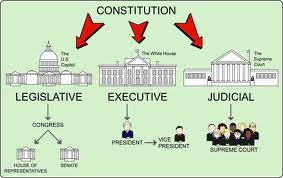 CONSTITUTION
The
U.S.
Capitol
The White House
The
Supreme
Court
LEGISLATIVE
EXECUTIVE
JUDICIAL
CONGRESS
HOUSE OF
REPRESENTATIVES
SENATE
PRESIDENT
VICE
PRESIDENT
SUPREME COURT